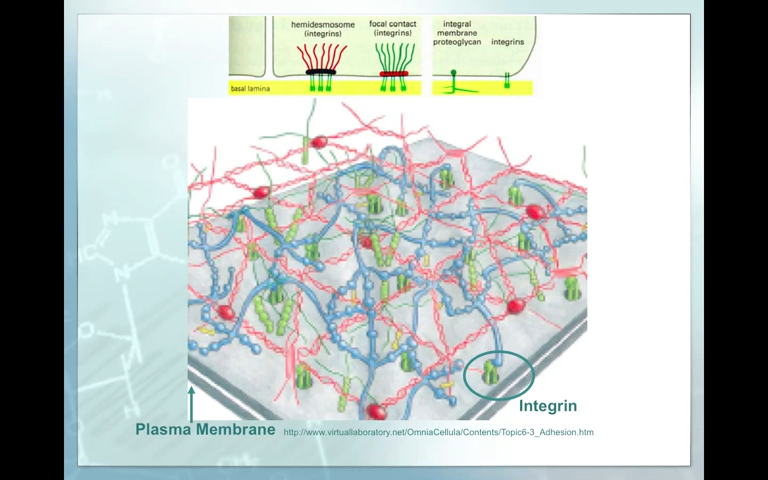 hemidesmosome
(integrins)
focal contact
(integrins)
integral
membrane
proteoglycan
integrins
basal lamina
Integrin
Plasma Membrane
http://www.virtuallaboratory.net/OmniaCellula/Contents/Topic6-3_Adhesion.htm
N
N
O